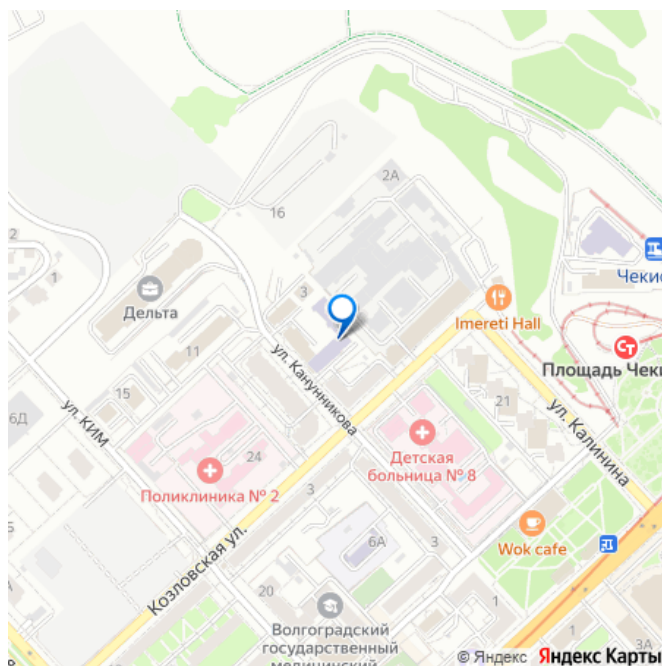 2А
16
2
1
3
Чекис
Дельта
Imereti Hall
11
ул. Канунникова
Площадь Чеки
15
ул. КИМ
6Д
21
ул. Калинина
24
Поликлиника № 2
Детская
больница № 8
3
Козловская ул.
6А
3
Wok cafe
20
1
1
3А
Волгоградский
государственный
медицинский
© Яндекс Яндекс Карты